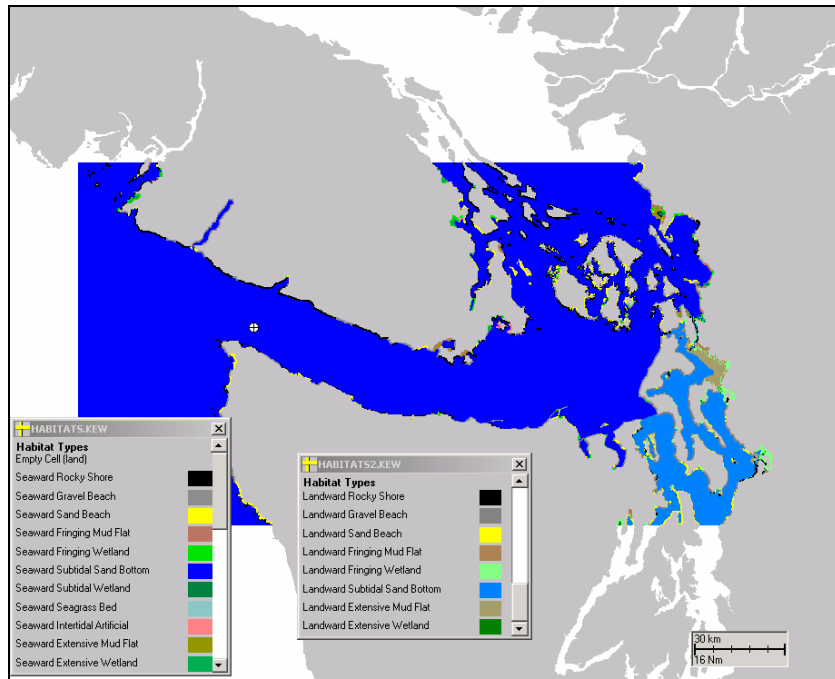 HABITATS.KEW
Habitat Types
Empty Cell (land)
Seaward Rocky Shore
Seaward Gravel Beach
Seaward Sand Beach
Seaward Fringing Mud Flat
Seaward Fringing Wetland
Seaward Subtidal Sand Bottom
Seaward Subtidal Wetland
Seaward Seagrass Bed
Seaward Intertidal Artificial
Seaward Extensive Mud Flat
Seaward Extensive Wetland
HABITATS2.KEW
Habitat Types
Landward Rocky Shore
Landward Gravel Beach
Landward Sand Beach
Landward Fringing Mud Flat
Landward Fringing Wetland
Landward Subtidal Sand Bottom
Landward Extensive Mud Flat
Landward Extensive Wetland
30 km
16 Nm